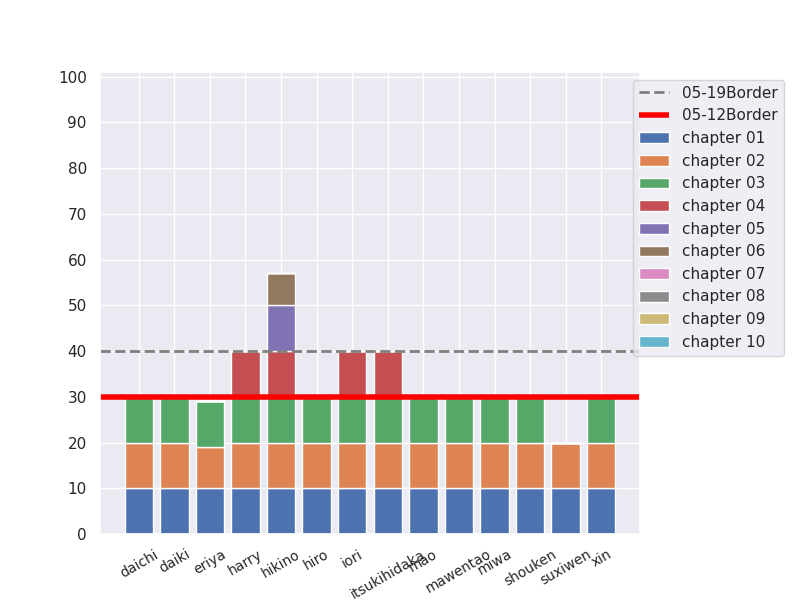 100
90
80
70
60
50
40
30
20
10
0
daichi
daiki
eriya
harry
hikino
hiro
iori
itsukihidaka
mao
mawentao
miwa
shouken
suxiwen
xin
05-19Border
05-12Border
chapter 01
chapter 02
chapter 03
chapter 04
chapter 05
chapter 06
chapter 07
chapter 08
chapter 09
chapter 10